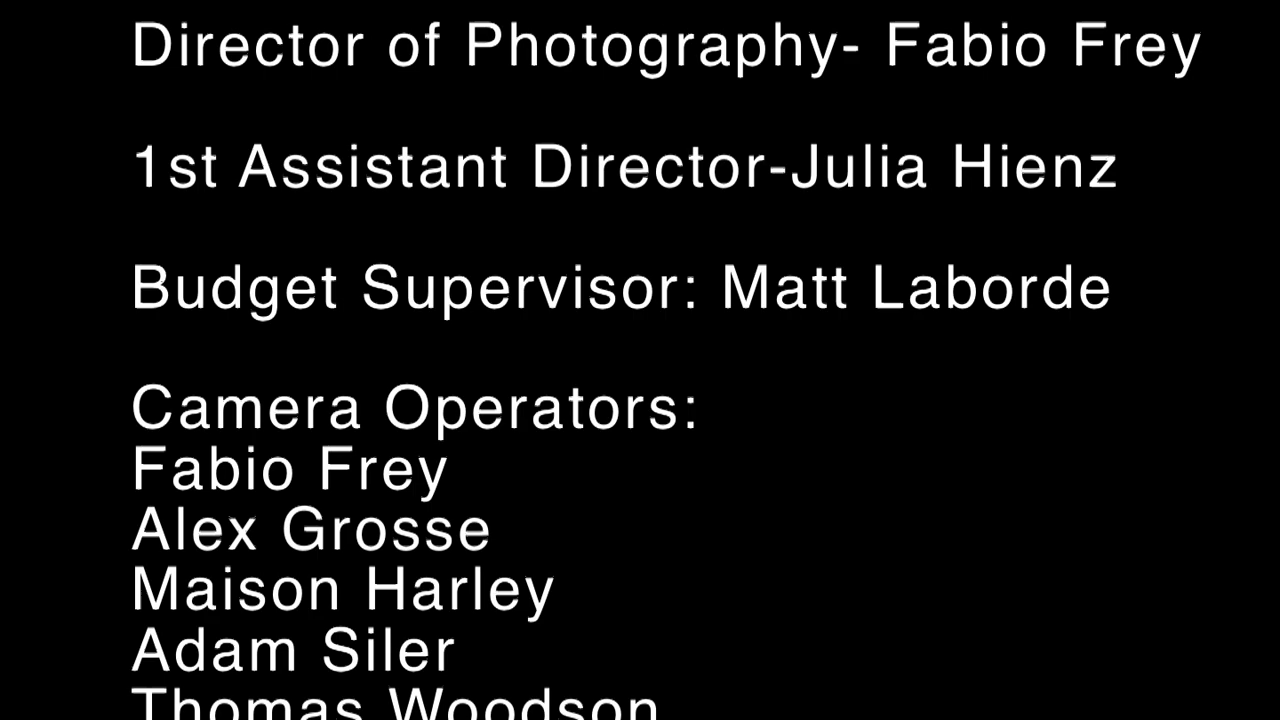 Director of Photography- Fabio Frey
1st Assistant Director-Julia Hienz
Budget Supervisor: Matt Laborde
Camera Operators:
Fabio Frey
Alex Grosse
Maison Harley
Adam Siler
Thomas Woodson